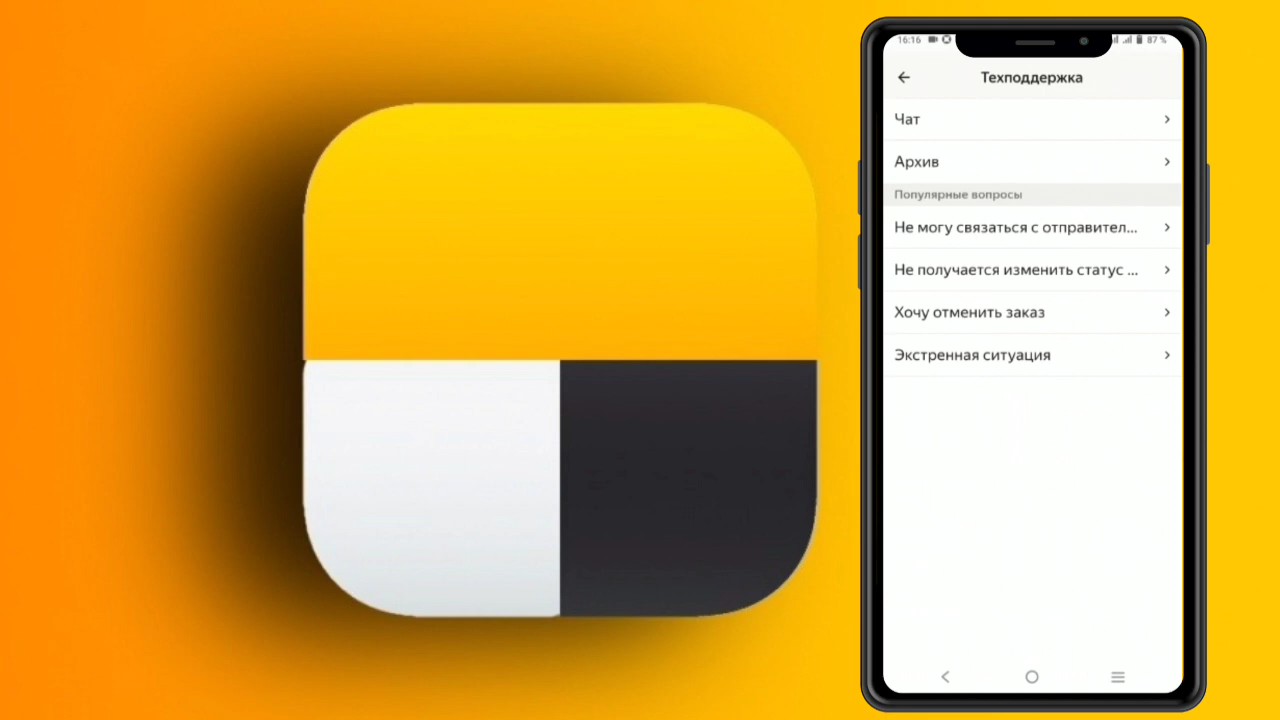 16:16
87 %
Техподдержка
Чат
Архив
Популярные вопросы
Не могу связаться с отправител...
Не получается изменить статус ...
Хочу отменить заказ
Экстренная ситуация